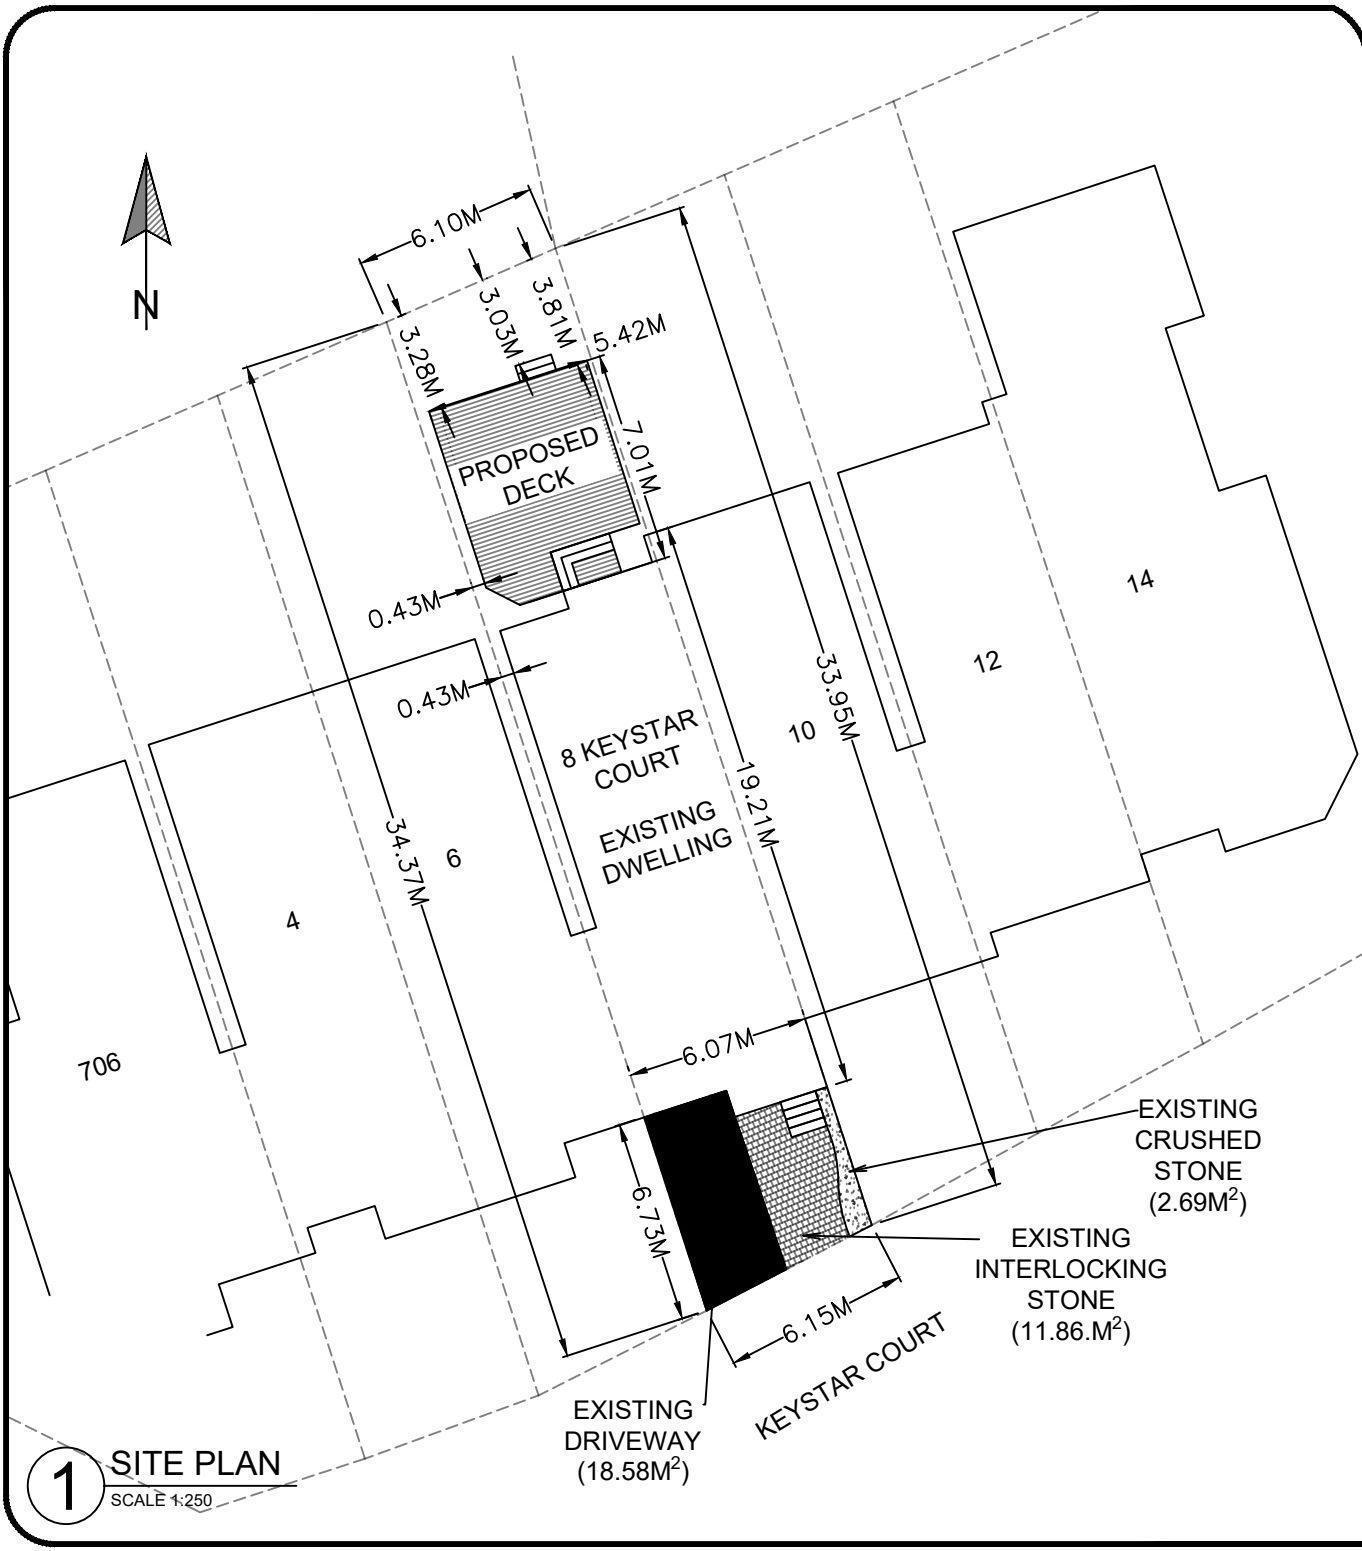 6.10M
N
3.28M
3.03M
3.81M
5.42M
7.01M
PROPOSED
DECK
0.43M
0.43M
14
12
10
33.95M
19.21M
8 KEYSTAR
COURT
EXISTING
DWELLING
34.37M
6
4
706
6.07M
6.73M
EXISTING
CRUSHED
STONE
(2.69M²)
EXISTING
INTERLOCKING
STONE
(11.86.M²)
6.15M
KEYSTAR COURT
EXISTING
DRIVEWAY
(18.58M²)
1
SITE PLAN
SCALE 1:250